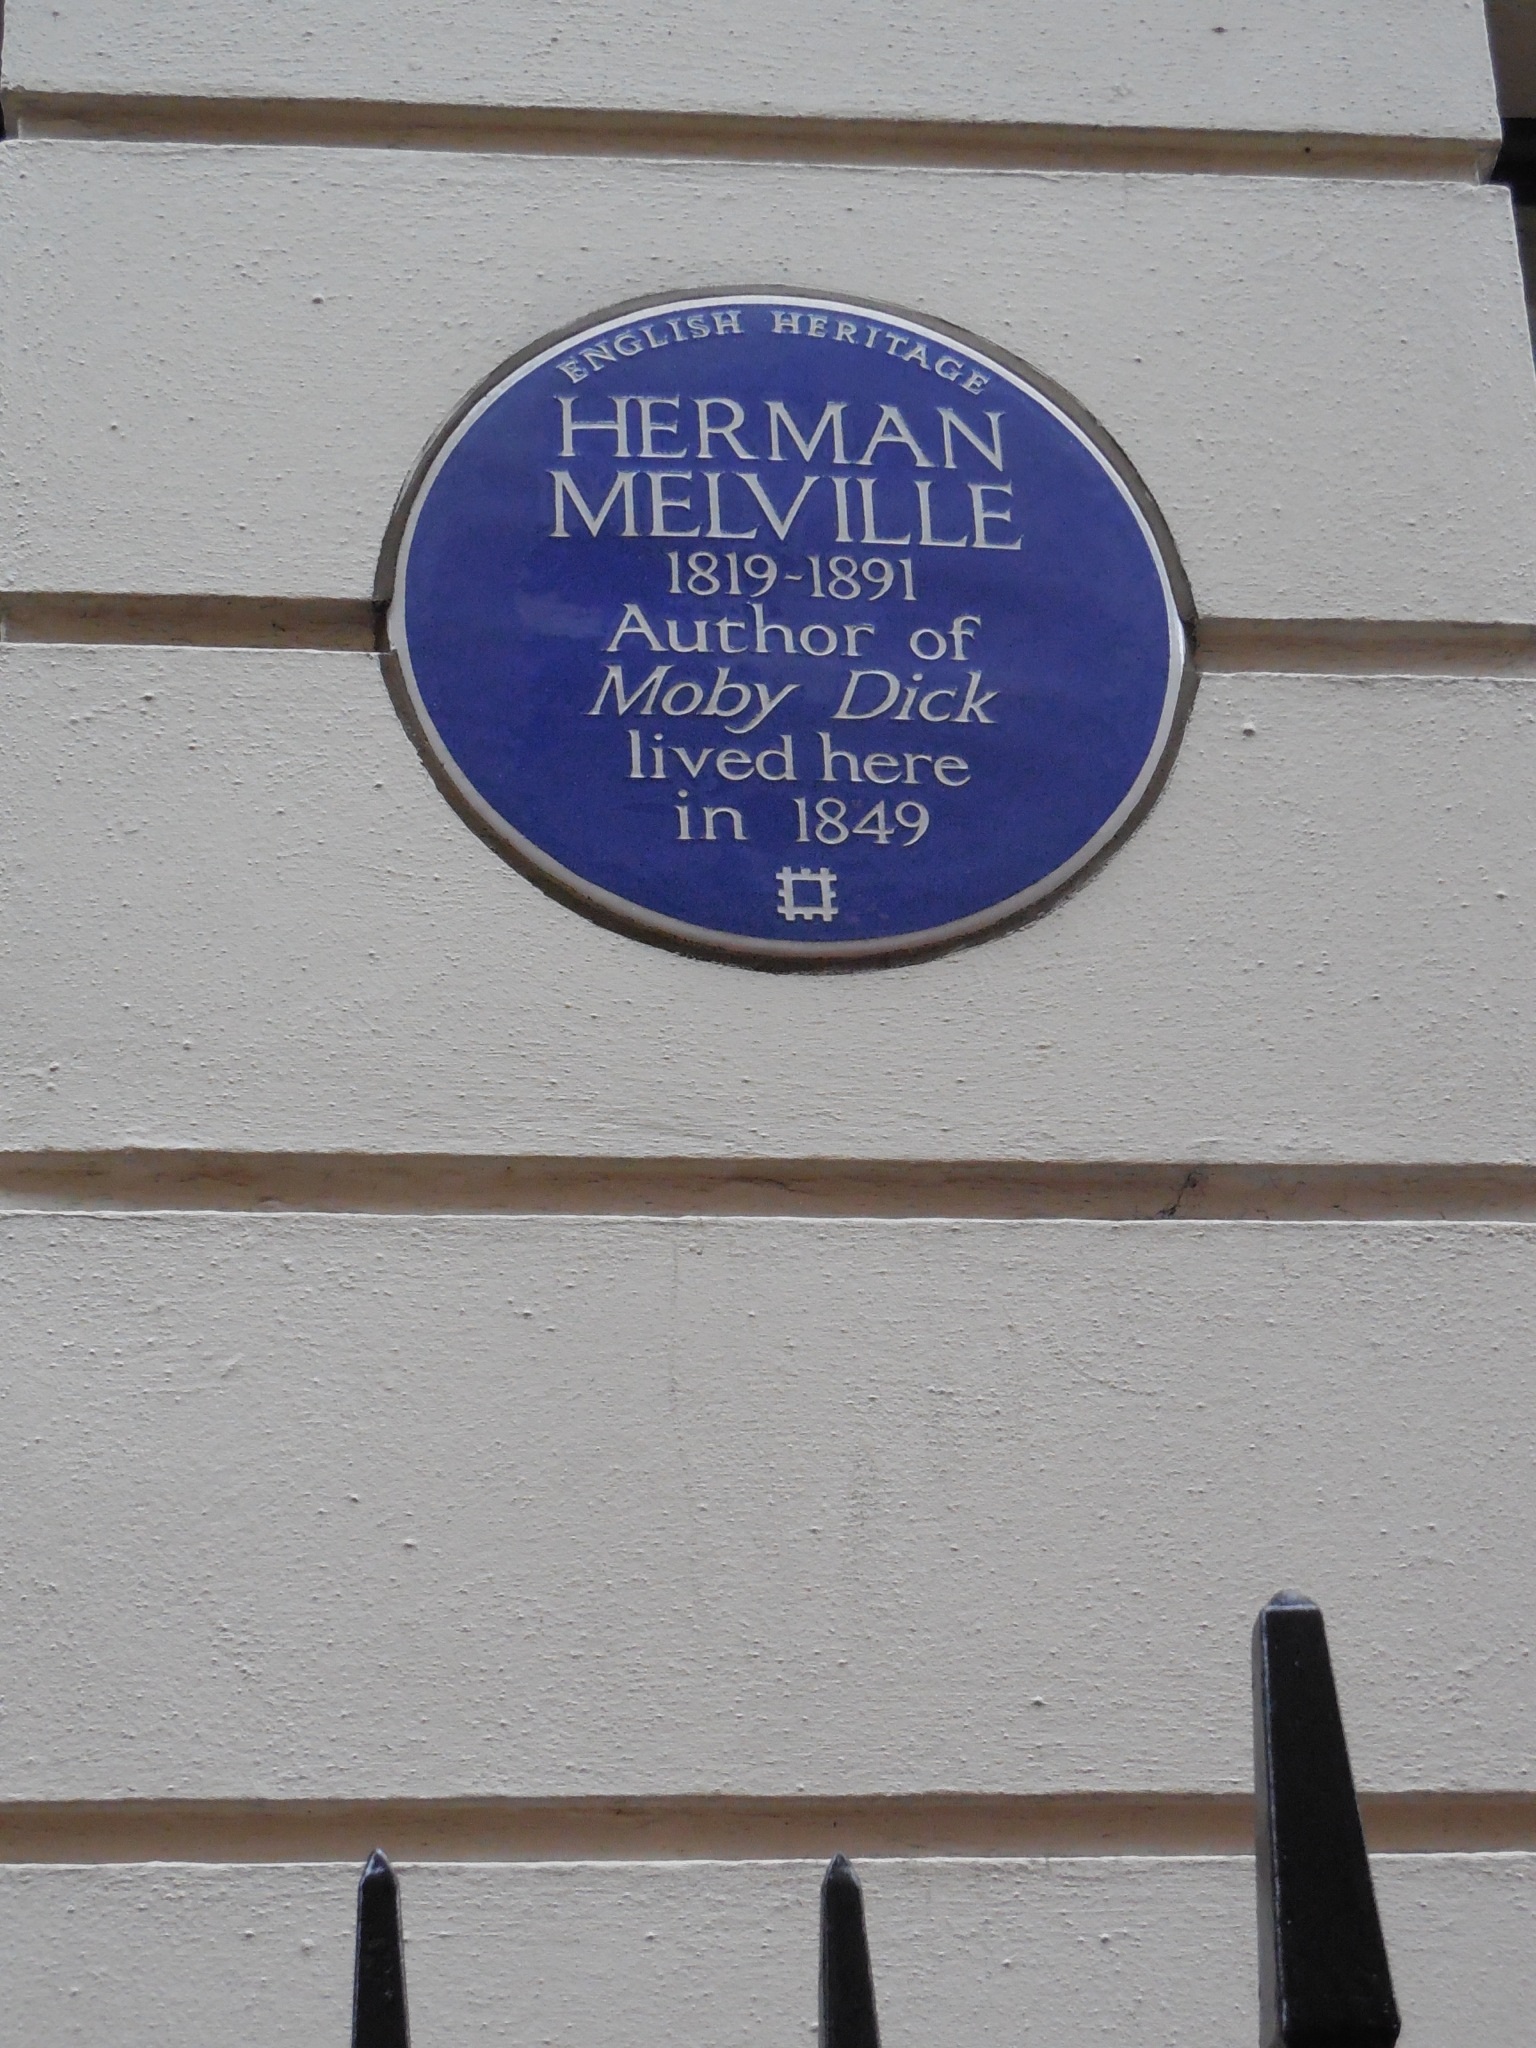 ENGLISH HERITAGE
HERMAN
MELVILLE
1819-1891
Author of
Moby Dick
lived here
in 1849